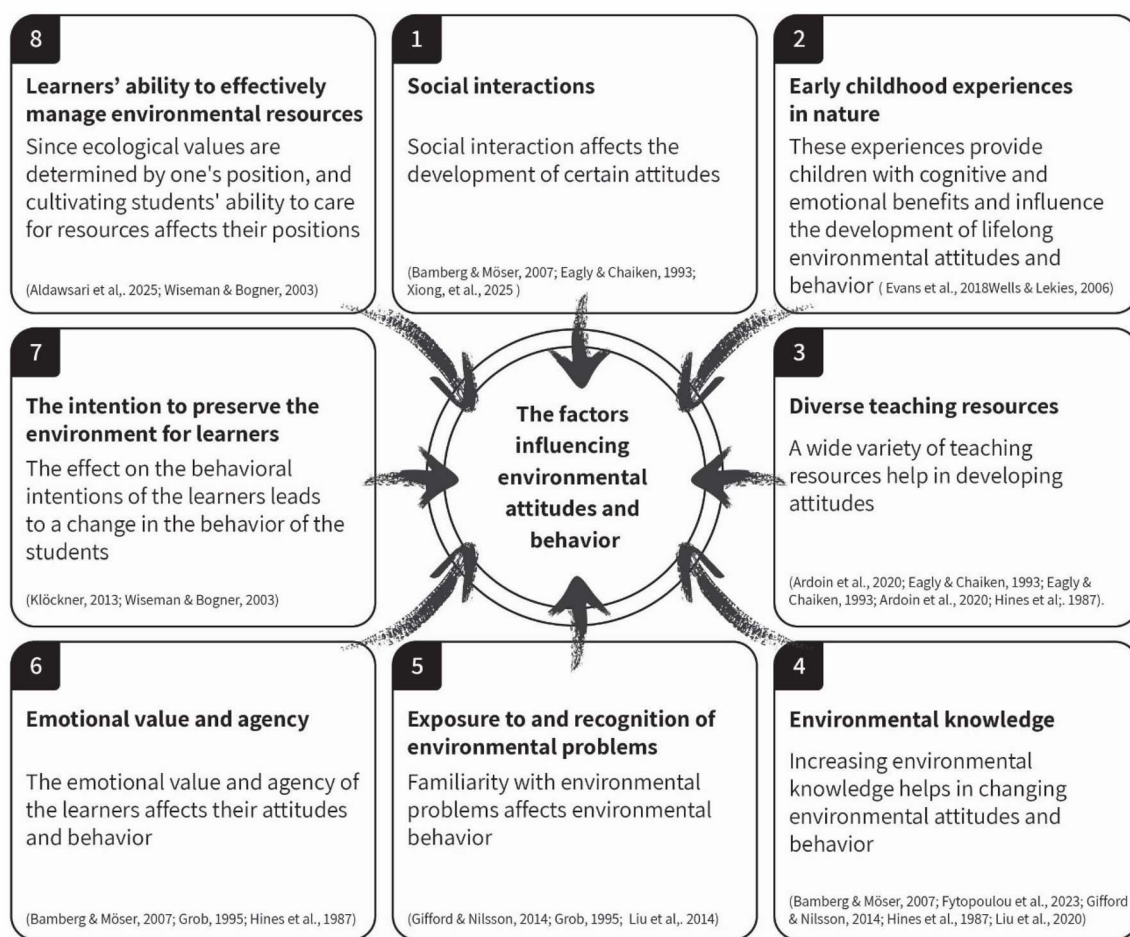 8
Learners’ ability to effectively
manage environmental resources
Since ecological values are
determined by one's position, and
cultivating students' ability to care
for resources affects their positions
(Aldawsari et al,. 2025; Wiseman & Bogner, 2003)
1
Social interactions
Social interaction affects the
development of certain attitudes
(Bamberg & Möser, 2007; Eagly & Chaiken, 1993;
Xiong, et al., 2025 )
2
Early childhood experiences
in nature
These experiences provide
children with cognitive and
emotional benefits and influence
the development of lifelong
environmental attitudes and
behavior ( Evans et al., 2018Wells & Lekies, 2006)
7
The intention to preserve the
environment for learners
The effect on the behavioral
intentions of the learners leads
to a change in the behavior of the
students
(Klöckner, 2013; Wiseman & Bogner, 2003)
The factors
influencing
environmental
attitudes and
behavior
3
Diverse teaching resources
A wide variety of teaching
resources help in developing
attitudes
(Ardoin et al., 2020; Eagly & Chaiken, 1993; Eagly &
Chaiken, 1993; Ardoin et al., 2020; Hines et al;. 1987).
6
Emotional value and agency
The emotional value and agency of
the learners affects their attitudes
and behavior
(Bamberg & Möser, 2007; Grob, 1995; Hines et al., 1987)
5
Exposure to and recognition of
environmental problems
Familiarity with environmental
problems affects environmental
behavior
(Gifford & Nilsson, 2014; Grob, 1995; Liu et al,. 2014)
4
Environmental knowledge
Increasing environmental
knowledge helps in changing
environmental attitudes and
behavior
(Bamberg & Möser, 2007; Fytopoulou et al., 2023; Gifford
& Nilsson, 2014; Hines et al., 1987; Liu et al., 2020)